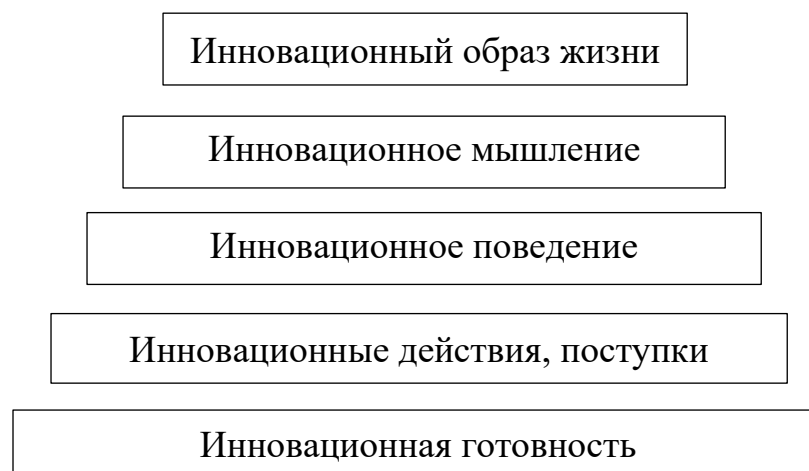 Инновационный образ жизни
Инновационное мышление
Инновационное поведение
Инновационные действия, поступки
Инновационная готовность